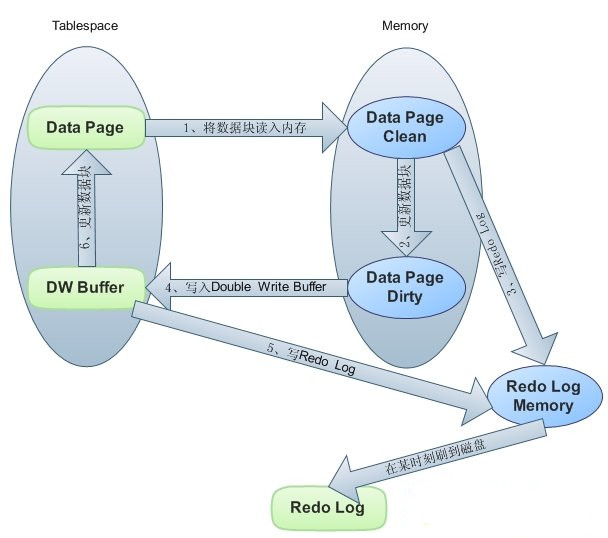 Tablespace
Memory
Data Page
1、将数据块读入内存
Data Page
Clean
2、更新数据块
3、写Redo Log
6、更新数据块
DW Buffer
4、写入Double Write Buffer
Data Page
Dirty
5、写Redo Log
Redo Log
Memory
在某时刻刷到磁盘
Redo Log